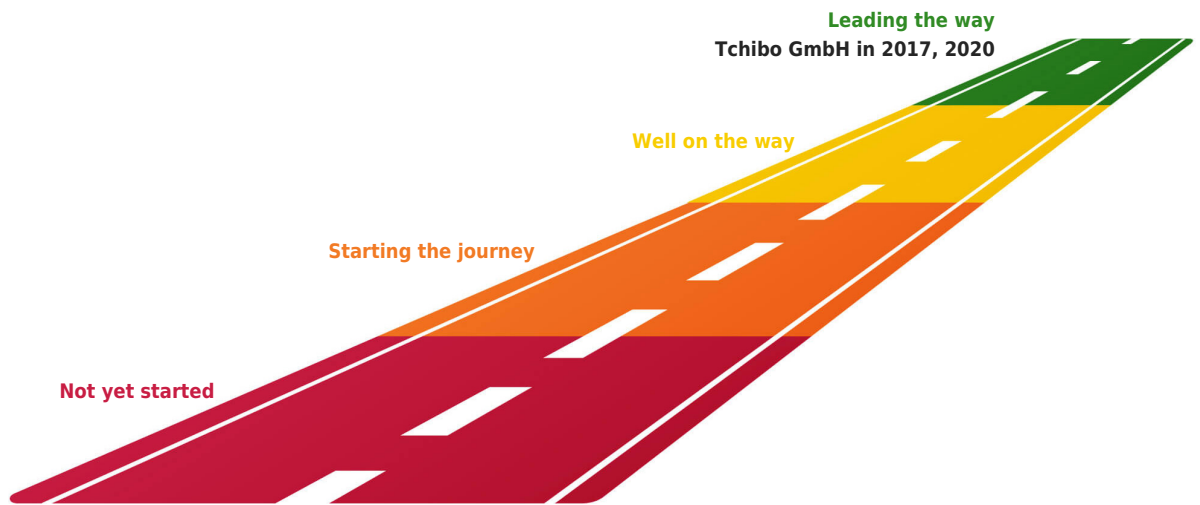 Leading the way
Tchibo GmbH in 2017, 2020
Well on the way
Starting the journey
Not yet started